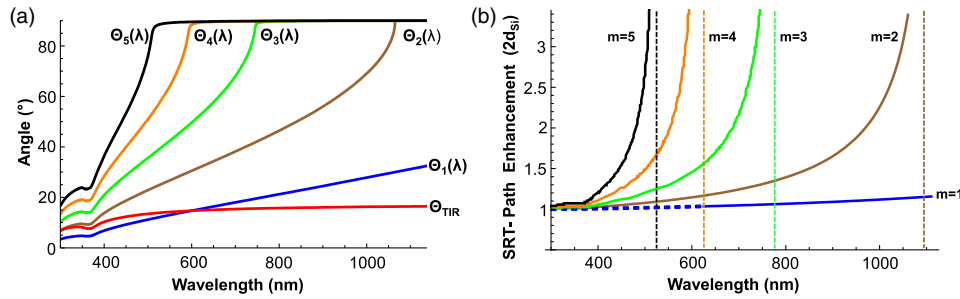 (a)
Angle (°)
80
60
40
20
0
400
600
800
1000
Wavelength (nm)
Θ5(λ)
Θ4(λ)
Θ3(λ)
Θ2(λ)
Θ1(λ)
ΘTIR
(b)
SRT- Path Enhancement (2dSi)
3
2.5
2
1.5
1
400
600
800
1000
Wavelength (nm)
m=5
m=4
m=3
m=2
m=1